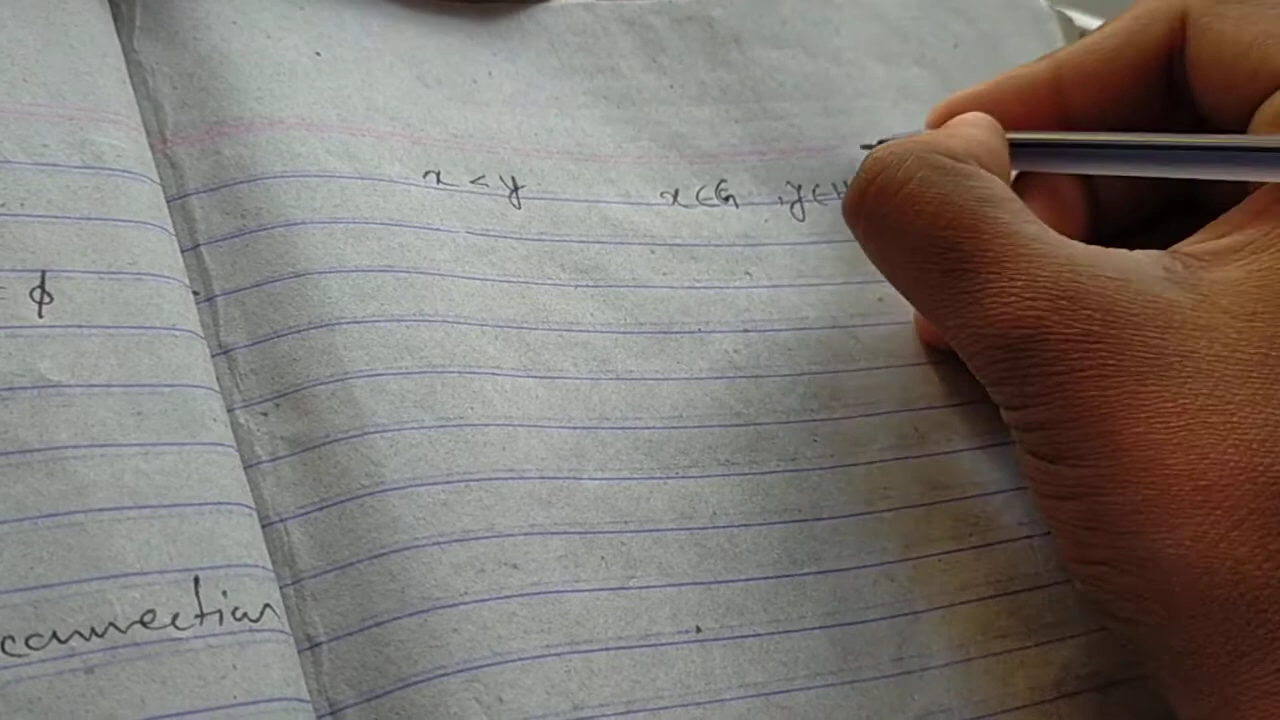 = φ
connection
x < y x ∈ G , y ∈ H